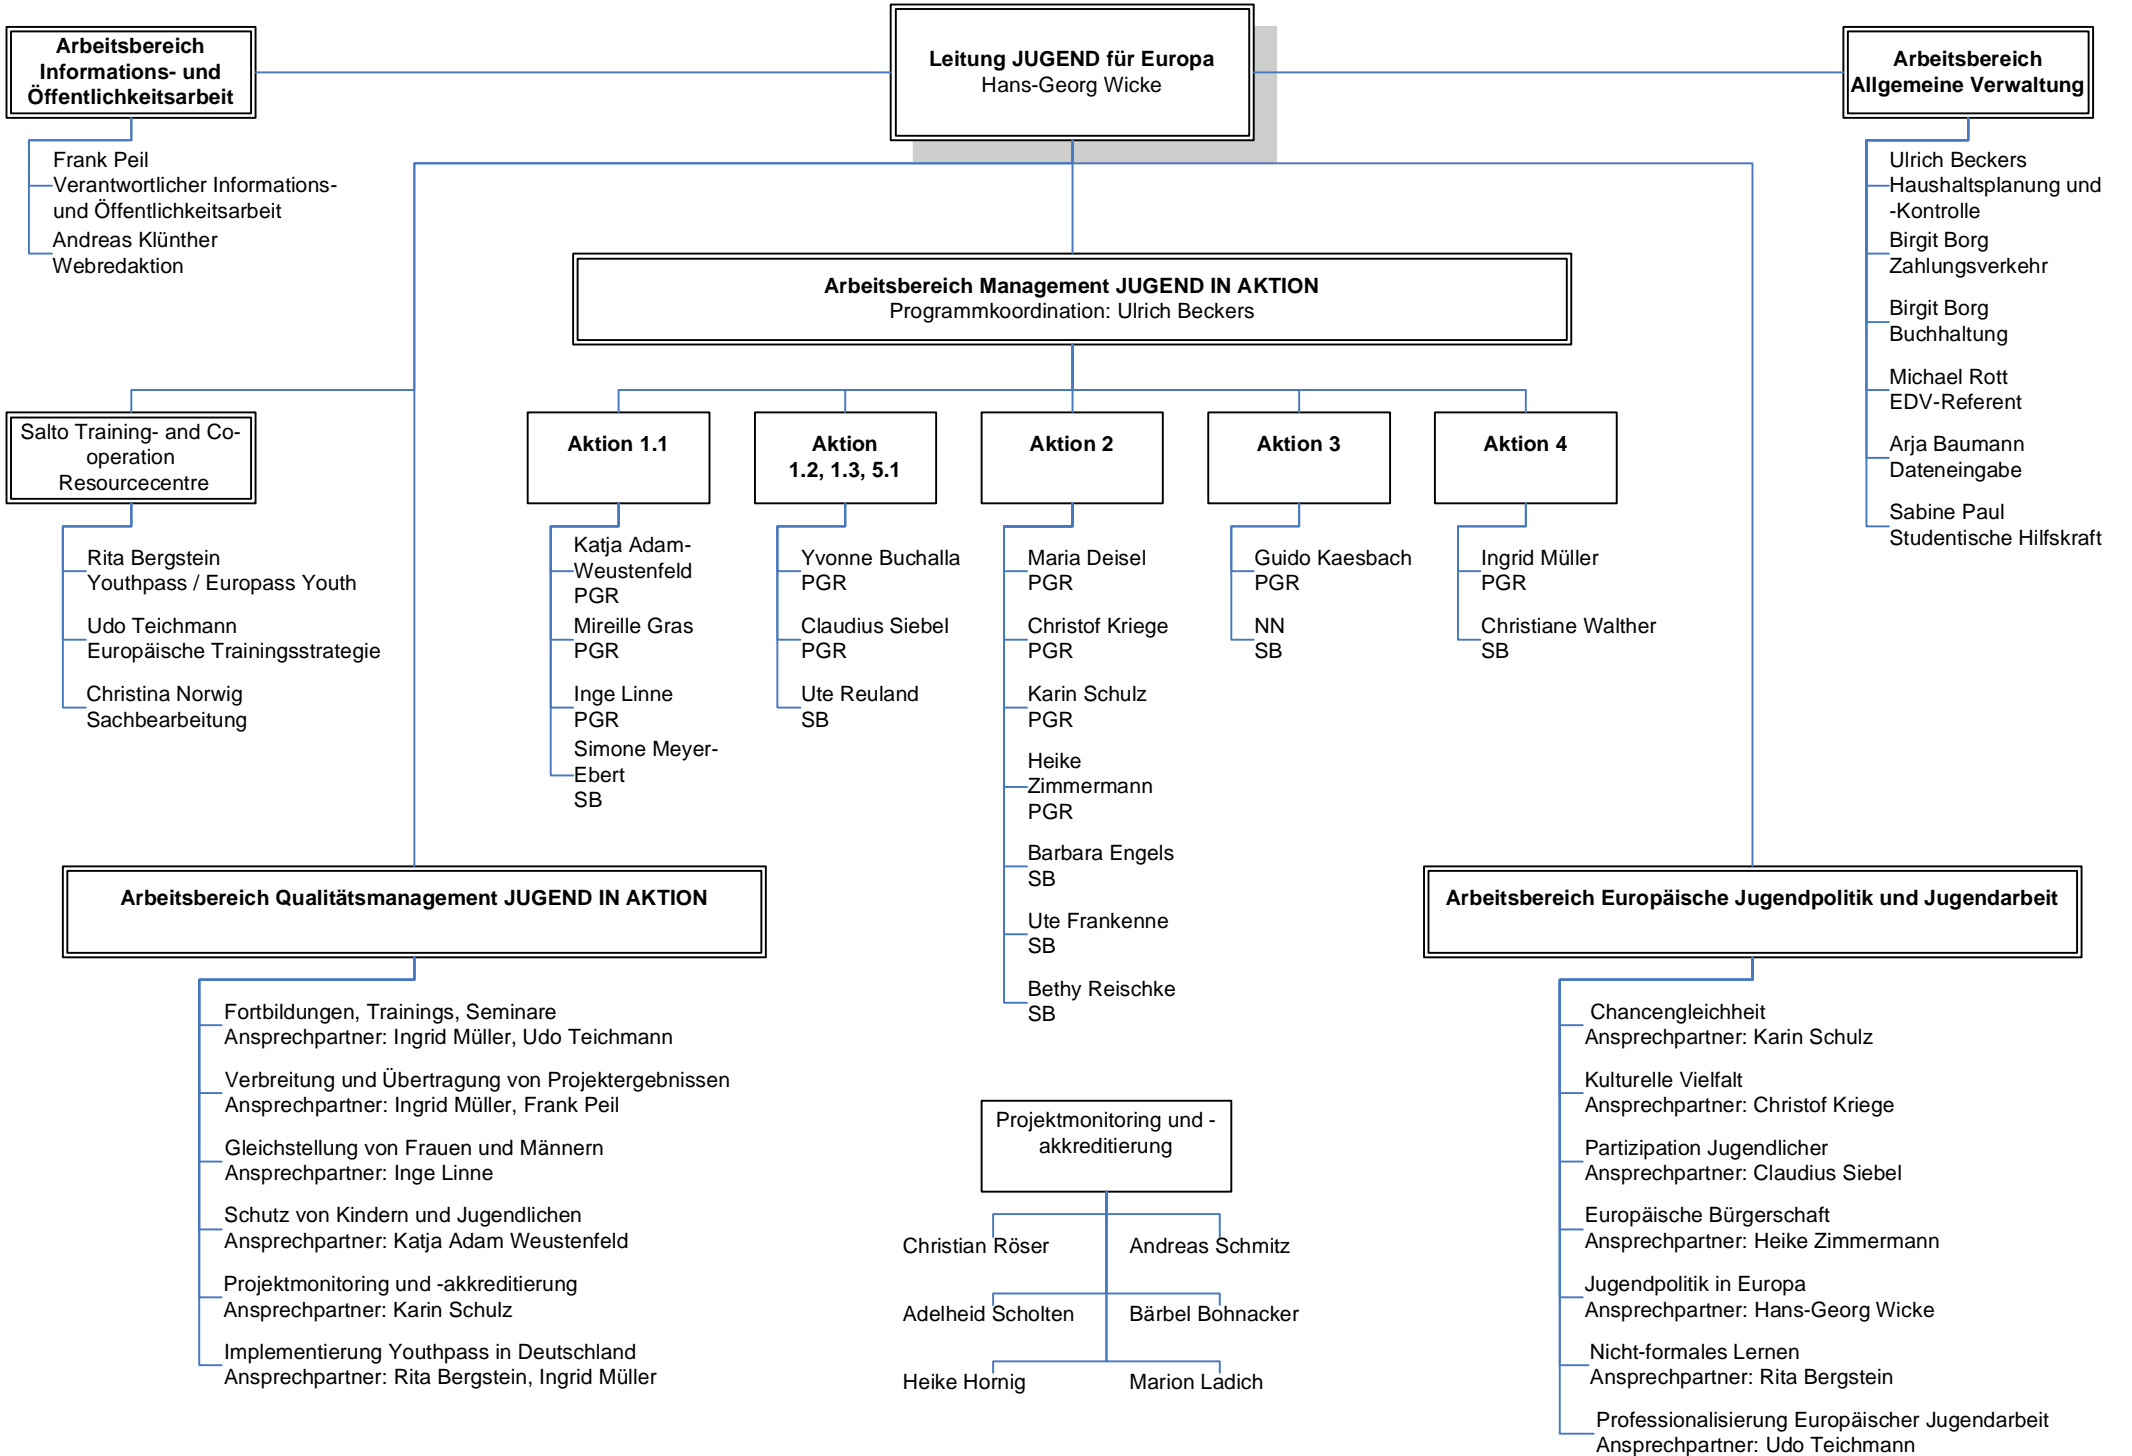 Arbeitsbereich
Informations- und
Öffentlichkeitsarbeit
Leitung JUGEND für Europa
Hans-Georg Wicke
Arbeitsbereich
Allgemeine Verwaltung
Frank Peil
Verantwortlicher Informations-
und Öffentlichkeitsarbeit
Andreas Klünther
Webredaktion
Ulrich Beckers
Haushaltsplanung und
-Kontrolle
Birgit Borg
Zahlungsverkehr
Birgit Borg
Buchhaltung
Michael Rott
EDV-Referent
Arja Baumann
Dateneingabe
Sabine Paul
Studentische Hilfskraft
Arbeitsbereich Management JUGEND IN AKTION
Programmkoordination: Ulrich Beckers
Salto Training- and Co-
operation
Resourcecentre
Rita Bergstein
Youthpass / Europass Youth
Udo Teichmann
Europäische Trainingsstrategie
Christina Norwig
Sachbearbeitung
Aktion 1.1
Katja Adam-
Weustenfeld
PGR
Mireille Gras
PGR
Inge Linne
PGR
Simone Meyer-
Ebert
SB
Aktion
1.2, 1.3, 5.1
Yvonne Buchalla
PGR
Claudius Siebel
PGR
Ute Reuland
SB
Aktion 2
Maria Deisel
PGR
Christof Kriege
PGR
Karin Schulz
PGR
Heike
Zimmermann
PGR
Barbara Engels
SB
Ute Frankenne
SB
Bethy Reischke
SB
Aktion 3
Guido Kaesbach
PGR
NN
SB
Aktion 4
Ingrid Müller
PGR
Christiane Walther
SB
Arbeitsbereich Qualitätsmanagement JUGEND IN AKTION
Fortbildungen, Trainings, Seminare
Ansprechpartner: Ingrid Müller, Udo Teichmann
Verbreitung und Übertragung von Projektergebnissen
Ansprechpartner: Ingrid Müller, Frank Peil
Gleichstellung von Frauen und Männern
Ansprechpartner: Inge Linne
Schutz von Kindern und Jugendlichen
Ansprechpartner: Katja Adam Weustenfeld
Projektmonitoring und -akkreditierung
Ansprechpartner: Karin Schulz
Implementierung Youthpass in Deutschland
Ansprechpartner: Rita Bergstein, Ingrid Müller
Projektmonitoring und -
akkreditierung
Christian Röser
Andreas Schmitz
Adelheid Scholten
Bärbel Bohnacker
Heike Hornig
Marion Ladich
Arbeitsbereich Europäische Jugendpolitik und Jugendarbeit
Chancengleichheit
Ansprechpartner: Karin Schulz
Kulturelle Vielfalt
Ansprechpartner: Christof Kriege
Partizipation Jugendlicher
Ansprechpartner: Claudius Siebel
Europäische Bürgerschaft
Ansprechpartner: Heike Zimmermann
Jugendpolitik in Europa
Ansprechpartner: Hans-Georg Wicke
Nicht-formales Lernen
Ansprechpartner: Rita Bergstein
Professionalisierung Europäischer Jugendarbeit
Ansprechpartner: Udo Teichmann